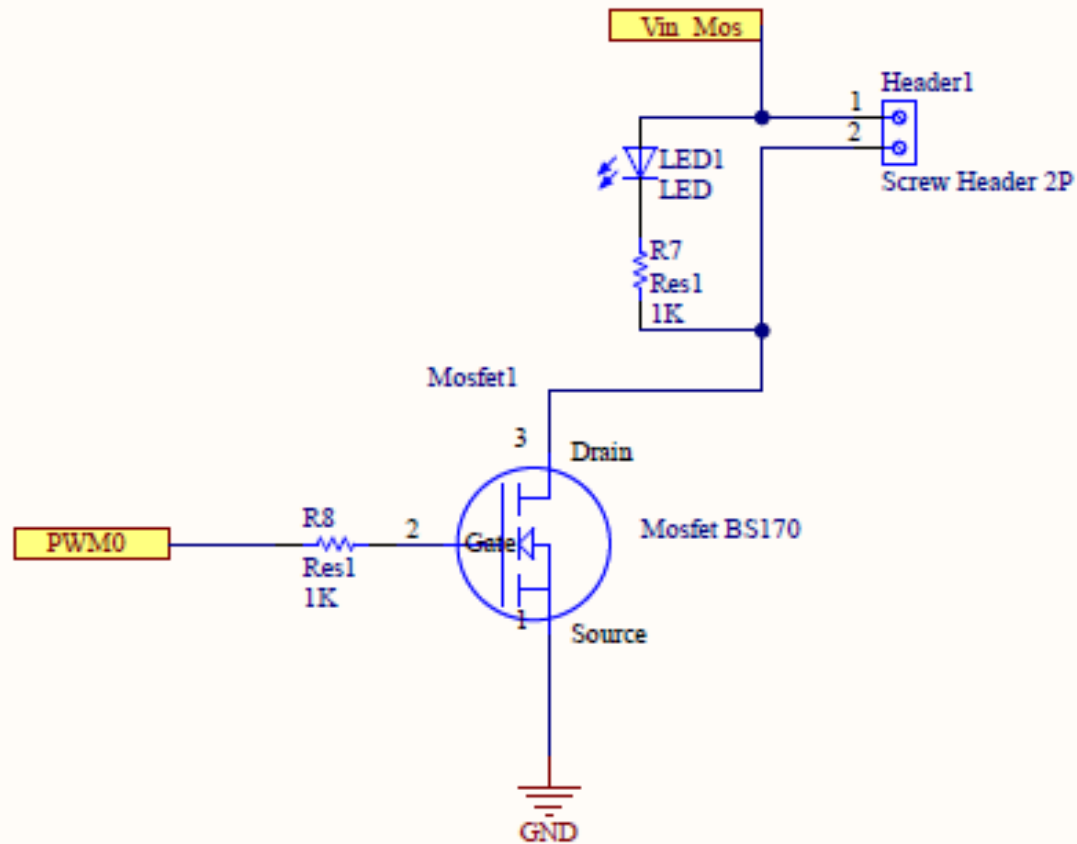 Vin_Mos
Header1
1
2
Screw Header 2P
LED1
LED
R7
Res1
1K
Mosfet1
3
Drain
PWM0
R8
Res1
1K
2
Gate
Mosfet BS170
1
Source
GND